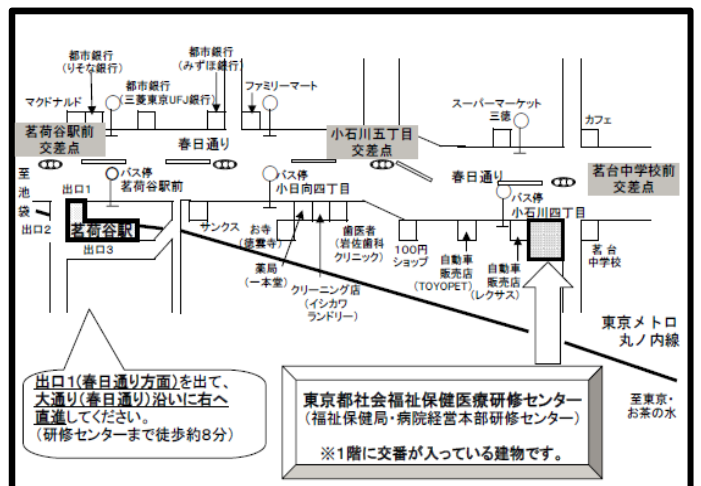 都市銀行
(りそな銀行)
都市銀行
(みずほ銀行)
マクドナルド
都市銀行
(三菱東京UFJ銀行)
ファミリーマート
スーパーマーケット
三徳
カフェ
茗荷谷駅前
交差点
春日通り
小石川五丁目
交差点
春日通り
茗台中学校前
交差点
至
池
袋
出口1
バス停
茗荷谷駅前
バス停
小日向四丁目
バス停
小石川四丁目
出口2
茗荷谷駅
出口3
サンクス
お寺
(徳雲寺)
薬局
(一本堂)
クリーニング店
(イシカワ
ランドリー)
歯医者
(岩佐歯科
クリニック)
100円
ショップ
自動車
販売店
(TOYOPET)
自動車
販売店
(レクサス)
茗台
中学校
東京メトロ
丸ノ内線
至東京・
お茶の水
出口1(春日通り方面)を出て、
大通り(春日通り)沿いに右へ
直進してください。
(研修センターまで徒歩約8分)
東京都社会福祉保健医療研修センター
(福祉保健局・病院経営本部研修センター)
※1階に交番が入っている建物です。